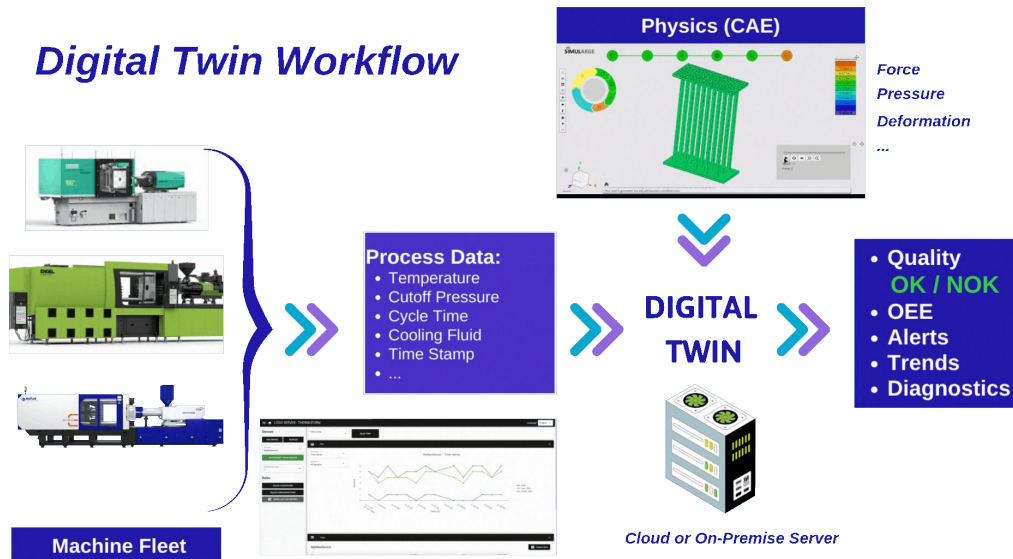 Digital Twin Workflow
Physics (CAE)
SIMULARGE
Force
Pressure
Deformation
...
ENGEL
Process Data:
• Temperature
• Cutoff Pressure
• Cycle Time
• Cooling Fluid
• Time Stamp
• ...
DIGITAL
TWIN
• Quality
OK / NOK
• OEE
• Alerts
• Trends
• Diagnostics
Cloud or On-Premise Server
Machine Fleet